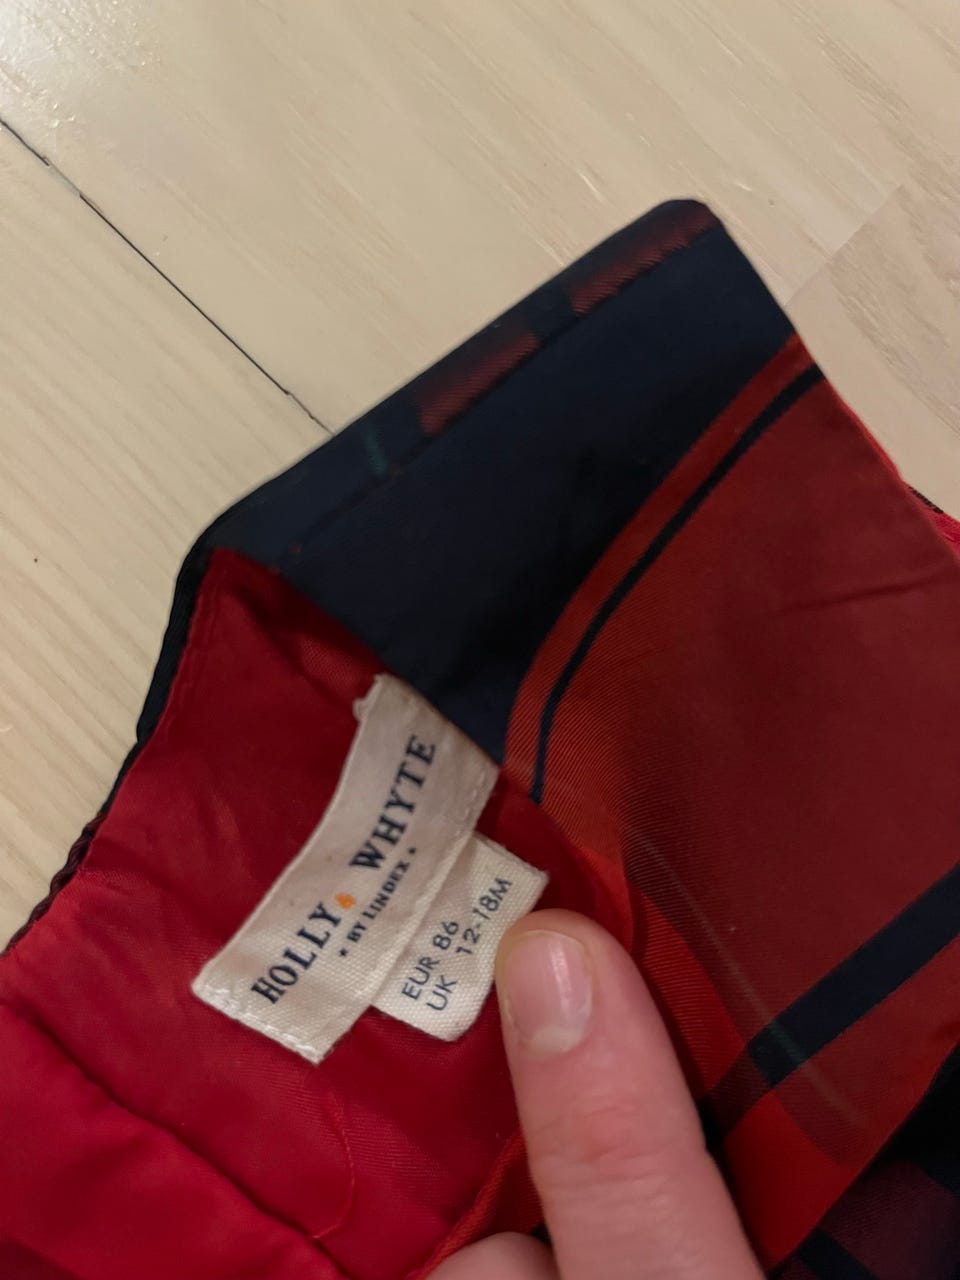 HOLLY & WHYTE
• BY LINDEX •
EUR 86
UK 12-18M